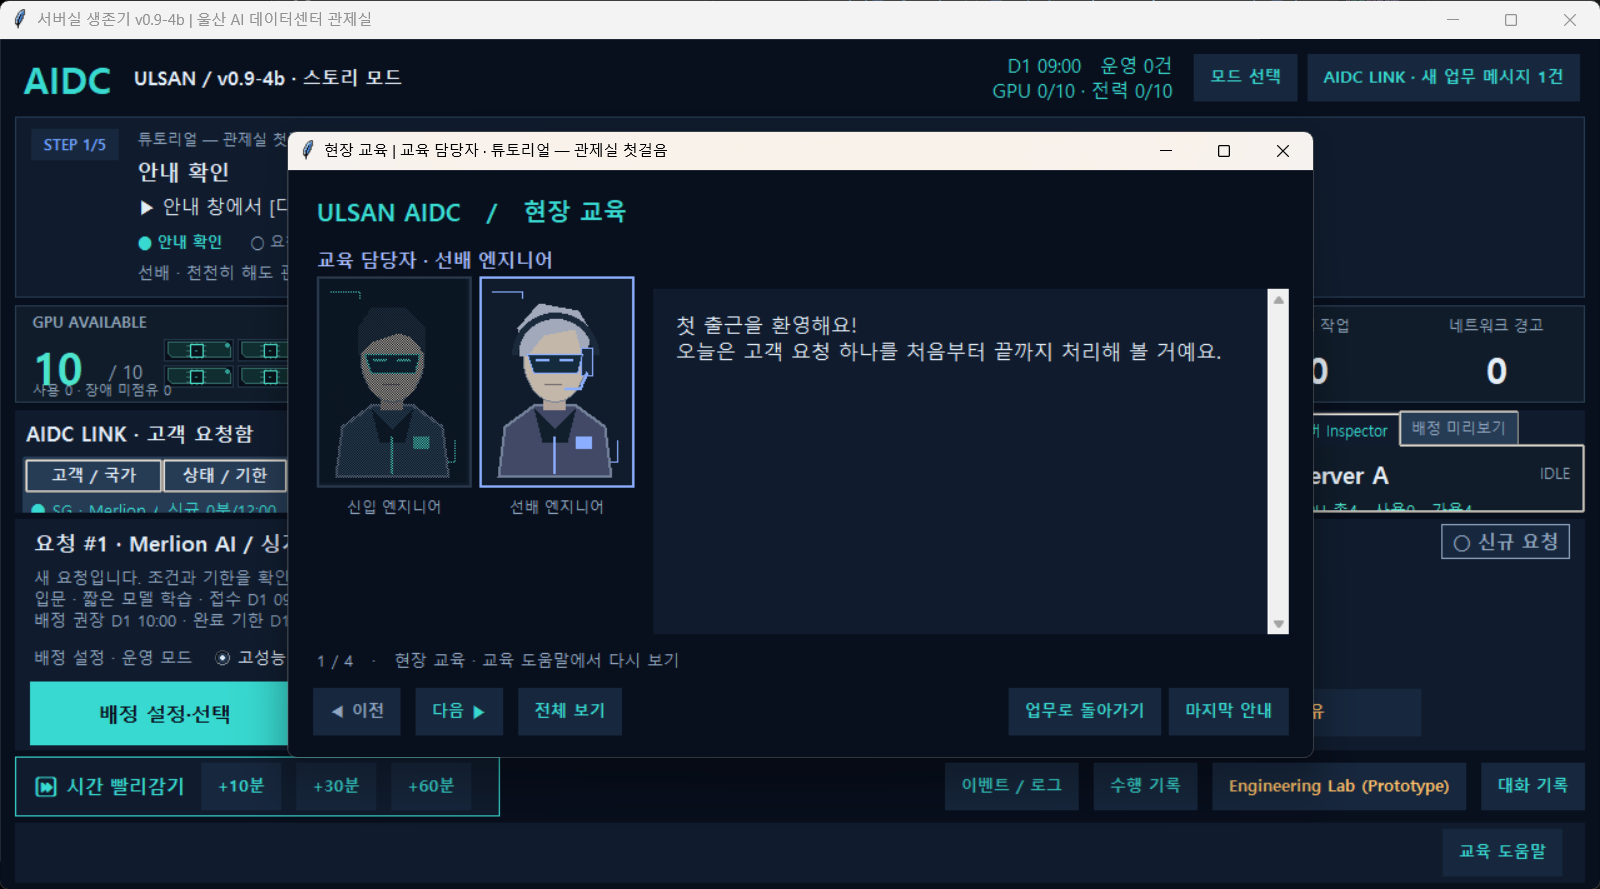 서버실 생존기 v0.9-4b | 울산 AI 데이터센터 관제실
AIDC ULSAN / v0.9-4b · 스토리 모드
D1 09:00 운영 0건
GPU 0/10 · 전력 0/10
모드 선택
AIDC LINK · 새 업무 메시지 1건
STEP 1/5
튜토리얼 — 관제실 첫
안내 확인
▶ 안내 창에서
● 안내 확인 ○
선배 · 천천히 해도
현장 교육 | 교육 담당자 · 튜토리얼 — 관제실 첫걸음
ULSAN AIDC / 현장 교육
교육 담당자 · 선배 엔지니어
신입 엔지니어
선배 엔지니어
첫 출근을 환영해요!
오늘은 고객 요청 하나를 처음부터 끝까지 처리해 볼 거예요.
1 / 4 · 현장 교육 · 교육 도움말에서 다시 보기
◀ 이전
다음 ▶
전체 보기
업무로 돌아가기
마지막 안내
GPU AVAILABLE
10 / 10
사용 0 · 장애 미점유 0
작업
0
네트워크 경고
0
AIDC LINK · 고객 요청함
고객 / 국가
상태 / 기한
● SG · Merlion / 신규 0분/12:00
Inspector
배정 미리보기
erver A
IDLE
요청 #1 · Merlion AI /
○ 신규 요청
새 요청입니다. 조건과 기한을 확인
입문 · 짧은 모델 학습 · 접수 D1
배정 권장 D1 10:00 · 완료 기한 D1
배정 설정 · 운영 모드 고성능
배정 설정·선택
유
시간 빨리감기
+10분
+30분
+60분
이벤트 / 로그
수행 기록
Engineering Lab (Prototype)
대화 기록
교육 도움말